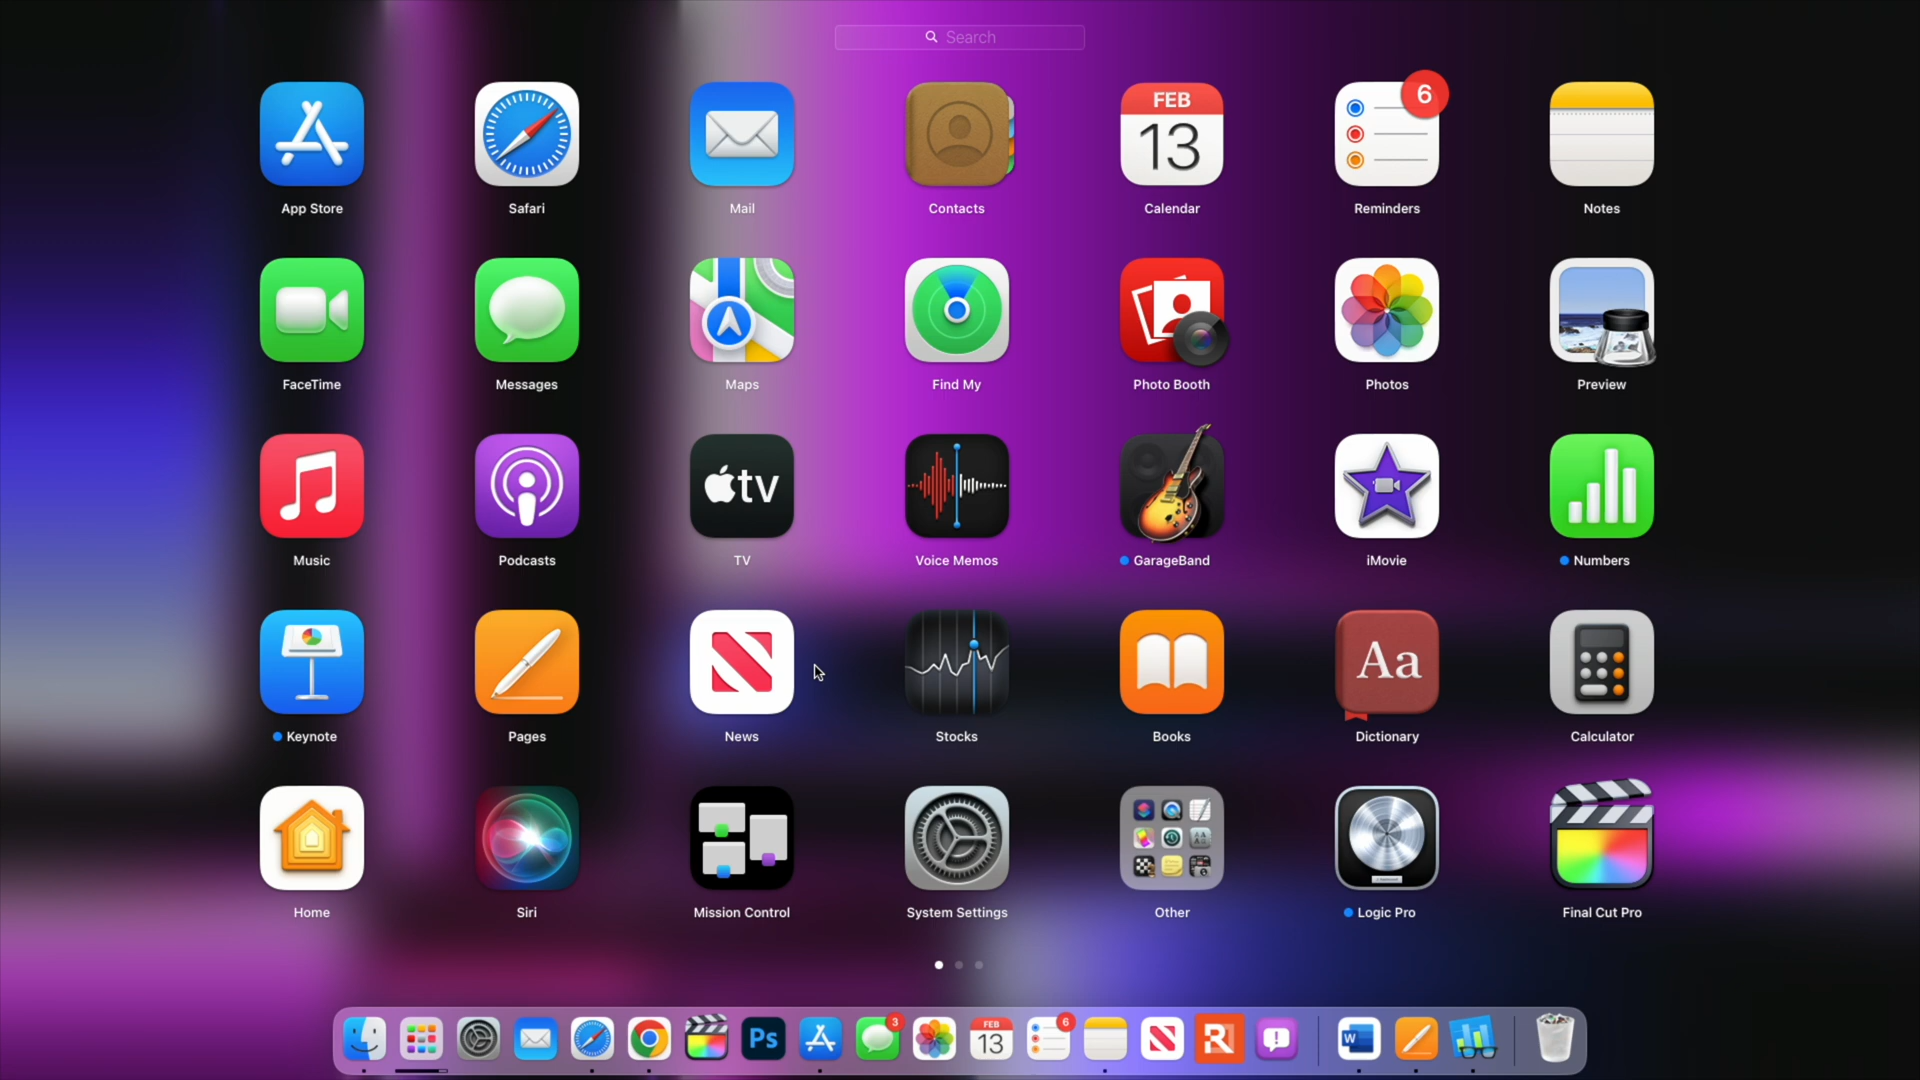 Search
FEB
6
13
App Store
Safari
Mail
Contacts
Calendar
Reminders
Notes
FaceTime
Messages
Maps
Find My
Photo Booth
Photos
Preview
tv
Music
Podcasts
TV
Voice Memos
GarageBand
iMovie
Numbers
Aa
Keynote
Pages
News
Stocks
Books
Dictionary
Calculator
Home
Siri
Mission Control
System Settings
Other
Logic Pro
Final Cut Pro
Ps
3
FEB
13
6
R
!
W